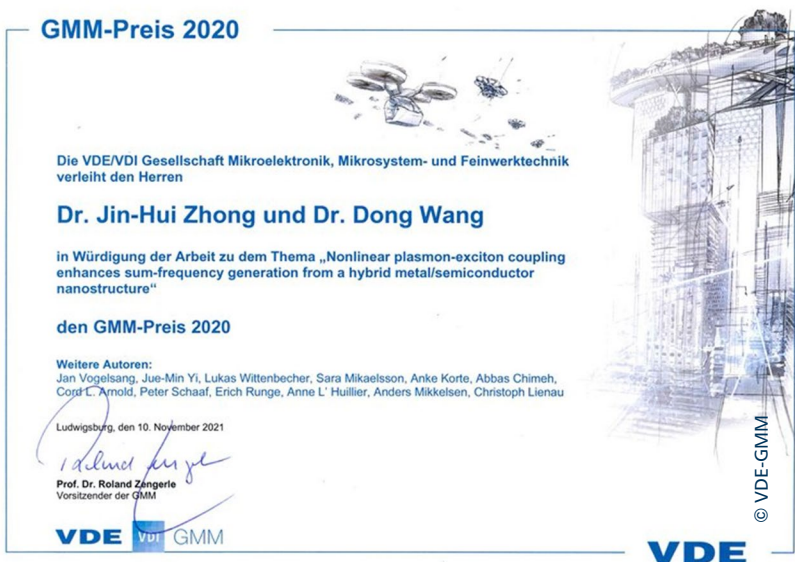 GMM-Preis 2020
Die VDE/VDI Gesellschaft Mikroelektronik, Mikrosystem- und Feinwerktechnik
verleiht den Herren
Dr. Jin-Hui Zhong und Dr. Dong Wang
in Würdigung der Arbeit zu dem Thema „Nonlinear plasmon-exciton coupling
enhances sum-frequency generation from a hybrid metal/semiconductor
nanostructure“
den GMM-Preis 2020
Weitere Autoren:
Jan Vogelsang, Jue-Min Yi, Lukas Wittenbecher, Sara Mikaelsson, Anke Korte, Abbas Chimeh,
Cord L. Arnold, Peter Schaaf, Erich Runge, Anne L' Huillier, Anders Mikkelsen, Christoph Lienau
Ludwigsburg, den 10. November 2021
Roland Zengerle
Prof. Dr. Roland Zengerle
Vorsitzender der GMM
VDE VDI GMM
© VDE-GMM
VDE